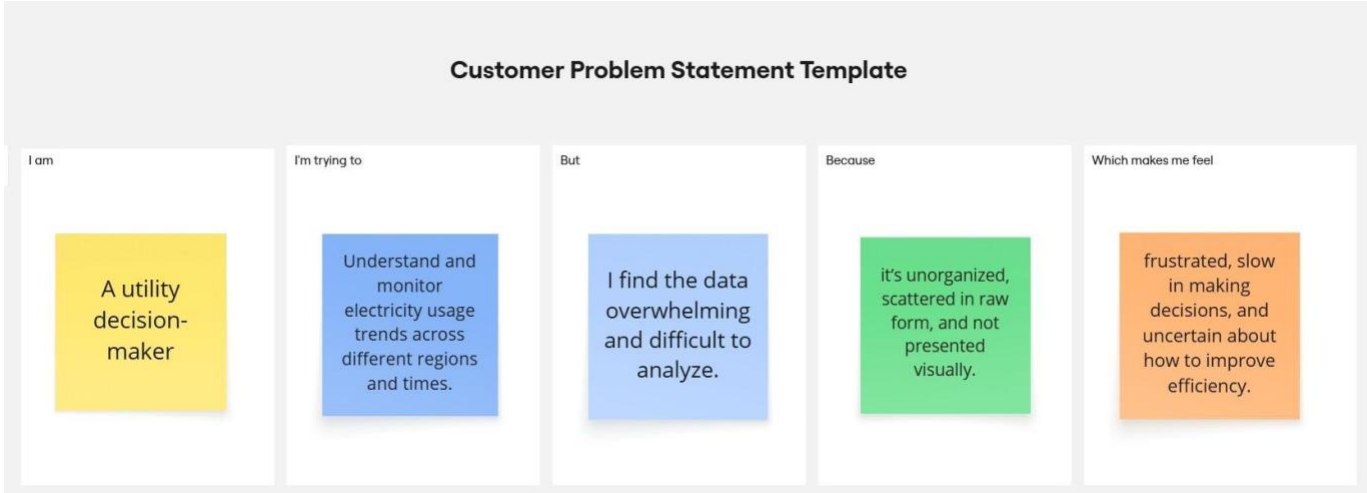 Customer Problem Statement Template
I am
A utility
decision-
maker
I'm trying to
Understand and
monitor
electricity usage
trends across
different regions
and times.
But
I find the data
overwhelming
and difficult to
analyze.
Because
it's unorganized,
scattered in raw
form, and not
presented
visually.
Which makes me feel
frustrated, slow
in making
decisions, and
uncertain about
how to improve
efficiency.